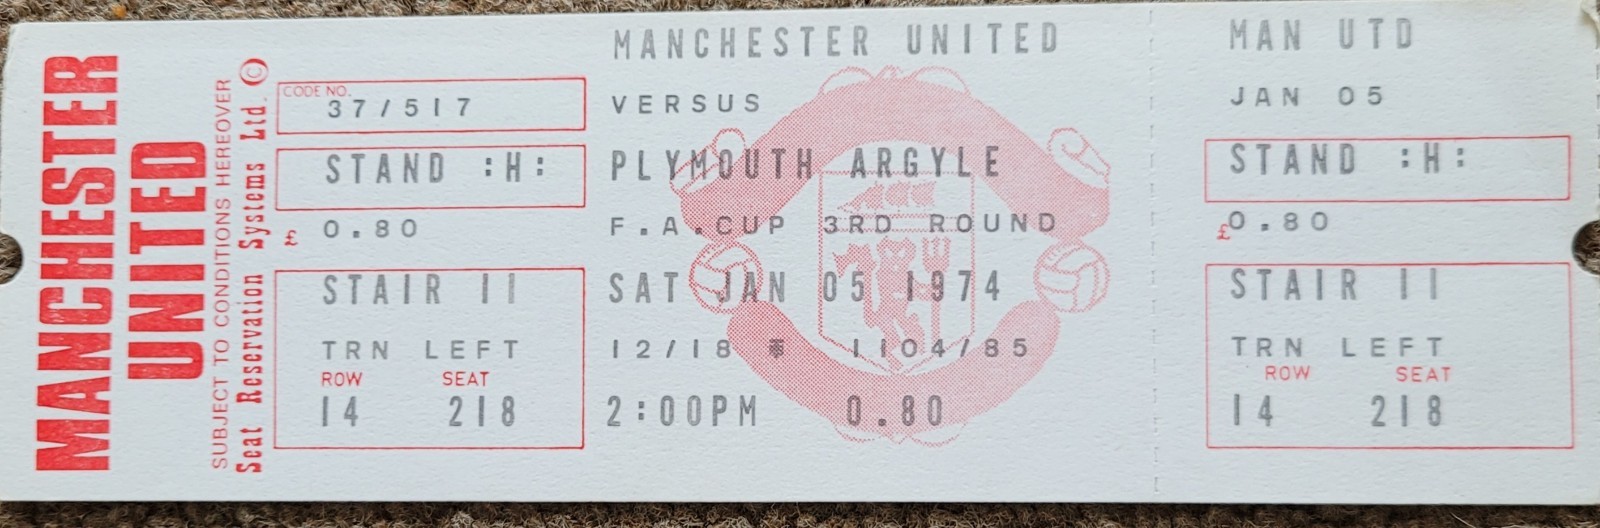 MANCHESTER
UNITED
SUBJECT TO CONDITIONS HEREOVER
Seat Reservation Systems Ltd. ©
CODE NO.
37/517
STAND :H:
£ 0.80
STAIR 11
TRN LEFT
ROW SEAT
14 218
MANCHESTER UNITED
VERSUS
PLYMOUTH ARGYLE
F.A.CUP 3RD ROUND
SAT JAN 05 1974
12/18 1104/85
2:00PM 0.80
MAN UTD
JAN 05
STAND :H:
£0.80
STAIR 11
TRN LEFT
ROW SEAT
14 218